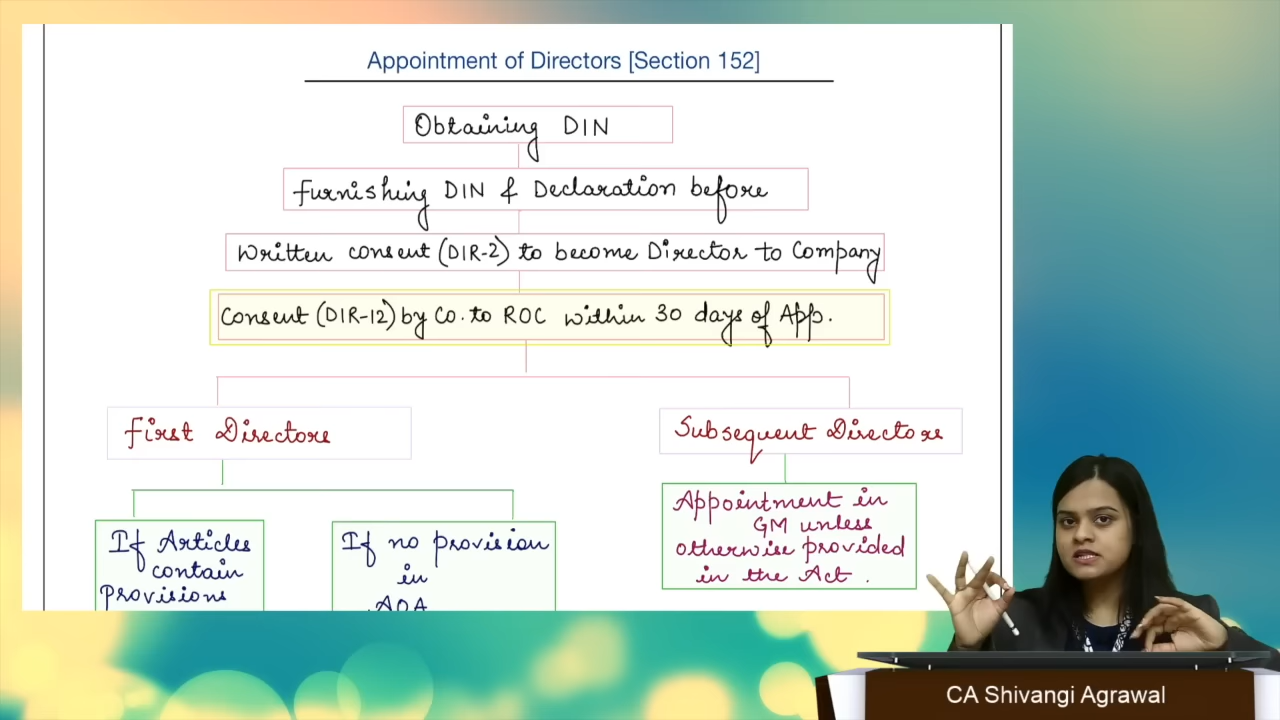 Appointment of Directors [Section 152]
Obtaining DIN
Furnishing DIN & Declaration before
Written consent (DIR-2) to become Director to Company
Consent (DIR-12) by Co. to ROC within 30 days of App.
First Directors
Subsequent Directors
If Articles
contain
Provisions
If no provision
in
AOA
Appointment in
GM unless
otherwise provided
in the Act.
CA Shivangi Agrawal